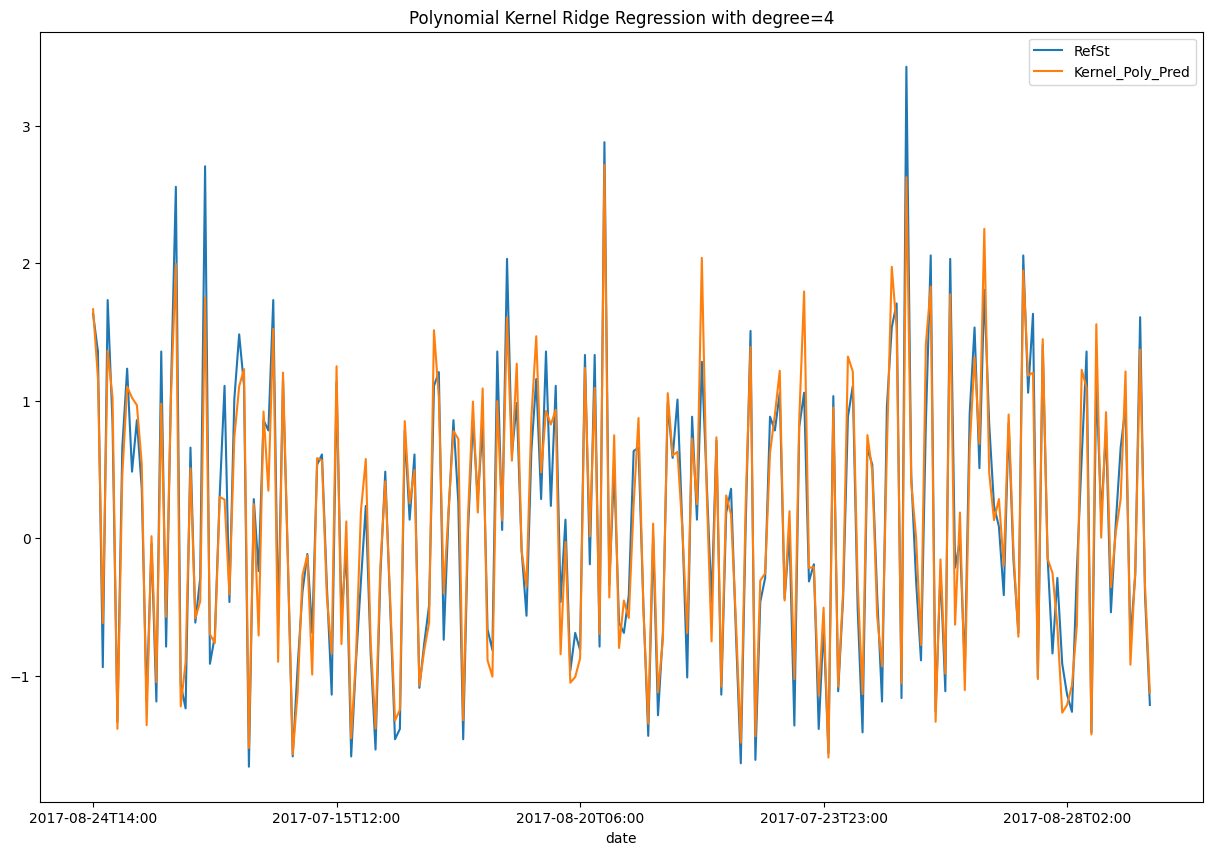 Polynomial Kernel Ridge Regression with degree=4
RefSt
Kernel_Poly_Pred
3
2
1
0
−1
2017-08-24T14:00 2017-07-15T12:00 2017-08-20T06:00 2017-07-23T23:00 2017-08-28T02:00
date